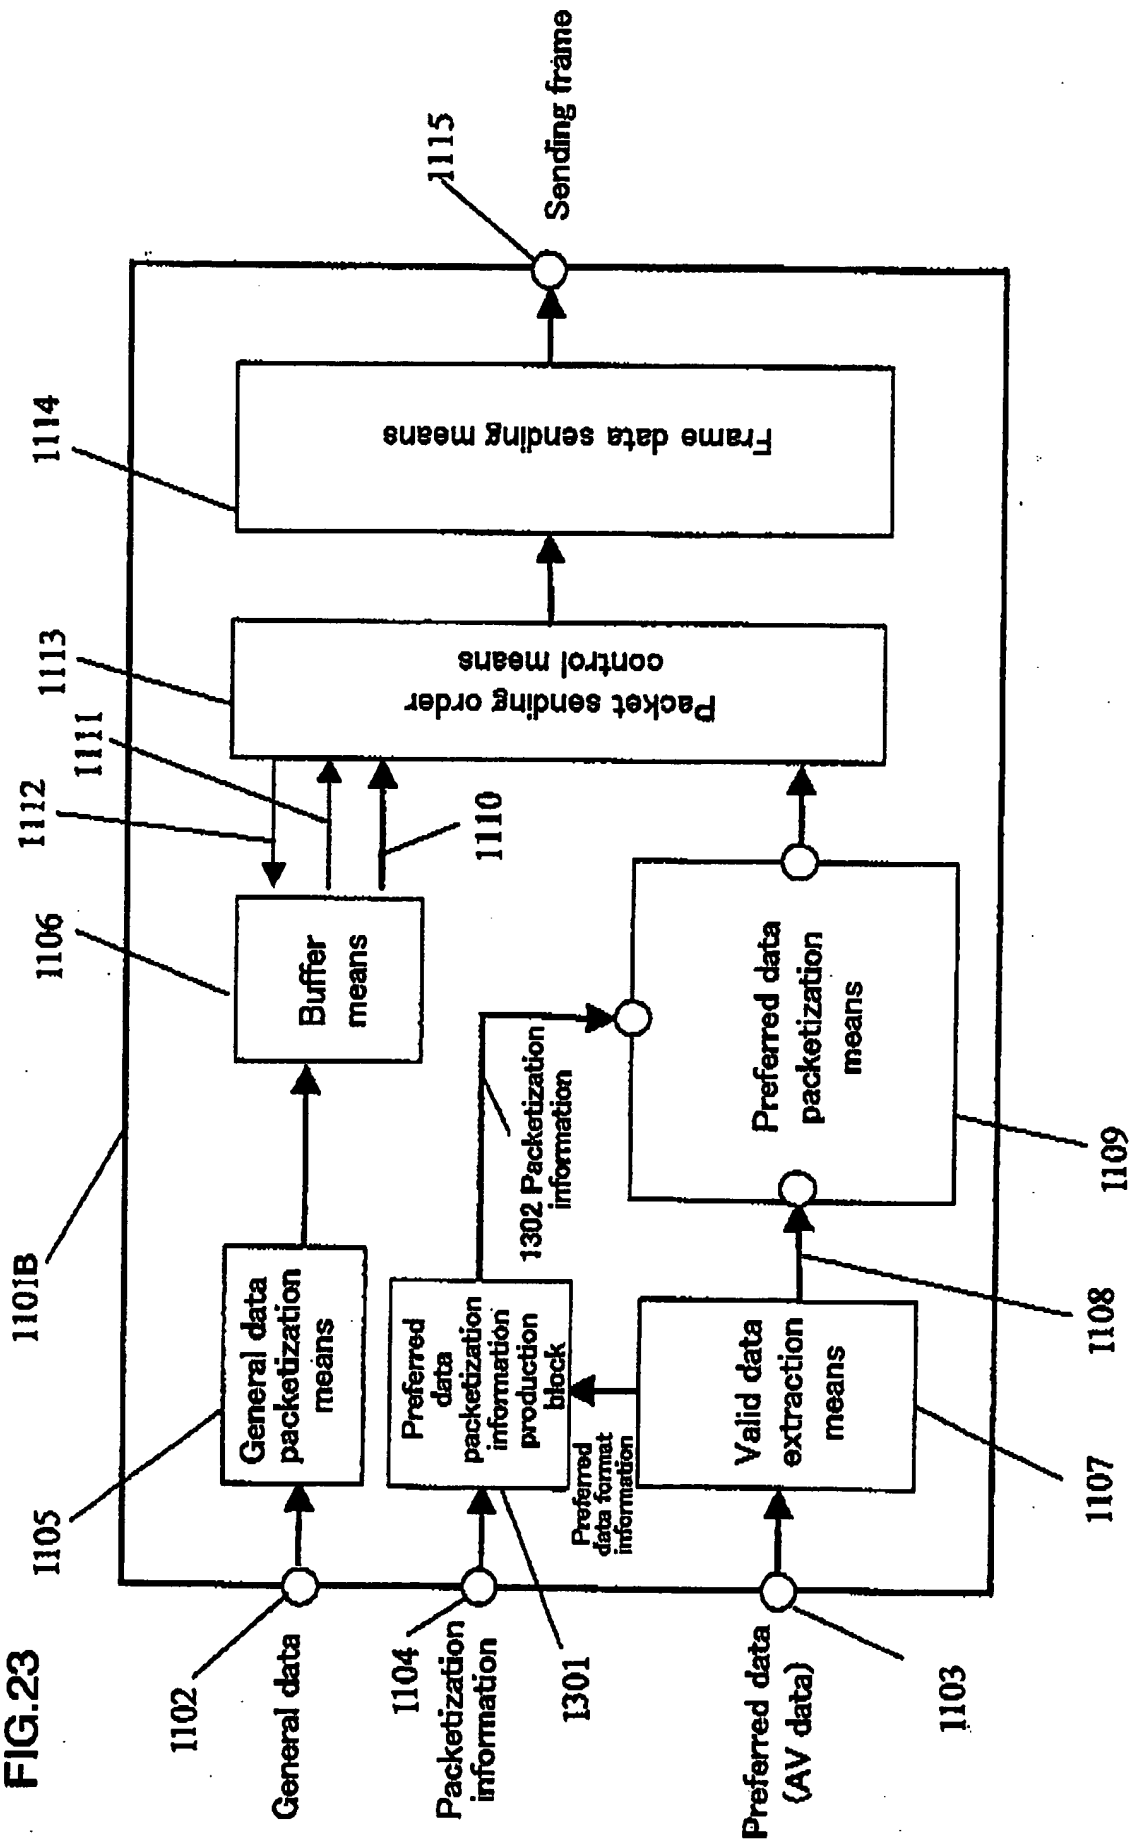 FIG.23
1101B
1102
General data
1105
General data
packetization
means
1106
Buffer
means
1112
1111
1110
1113
Packet sending order
control means
1114
Frame data sending means
1115
Sending frame
1104
Packetization
information
1301
Preferred
data
packetization
information
production
block
1302 Packetization
information
Preferred
data format
information
Preferred data
(AV data)
1103
Valid data
extraction
means
1107
1108
Preferred data
packetization
means
1109